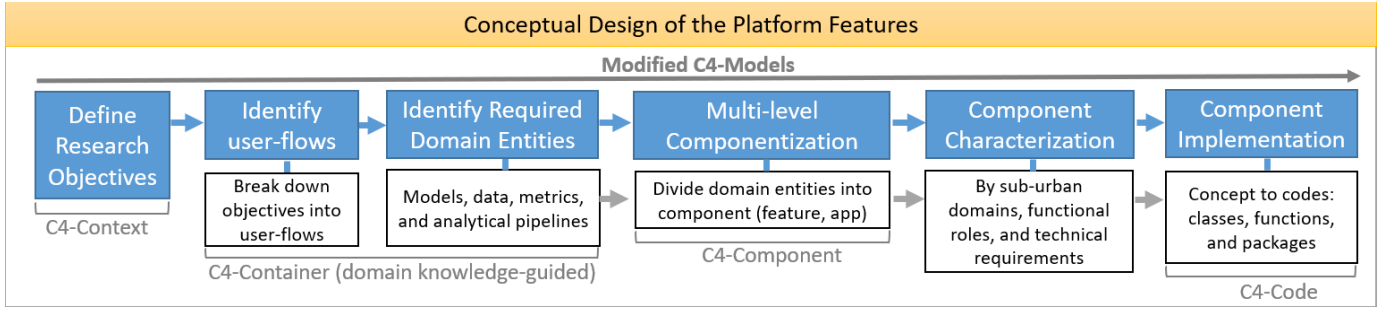 Conceptual Design of the Platform Features
Modified C4-Models
Define
Research
Objectives
C4-Context
Identify
user-flows
Break down
objectives into
user-flows
Identify Required
Domain Entities
Models, data, metrics,
and analytical pipelines
C4-Container (domain knowledge-guided)
Multi-level
Componentization
Divide domain entities into
component (feature, app)
C4-Component
Component
Characterization
By sub-urban
domains, functional
roles, and technical
requirements
Component
Implementation
Concept to codes:
classes, functions,
and packages
C4-Code